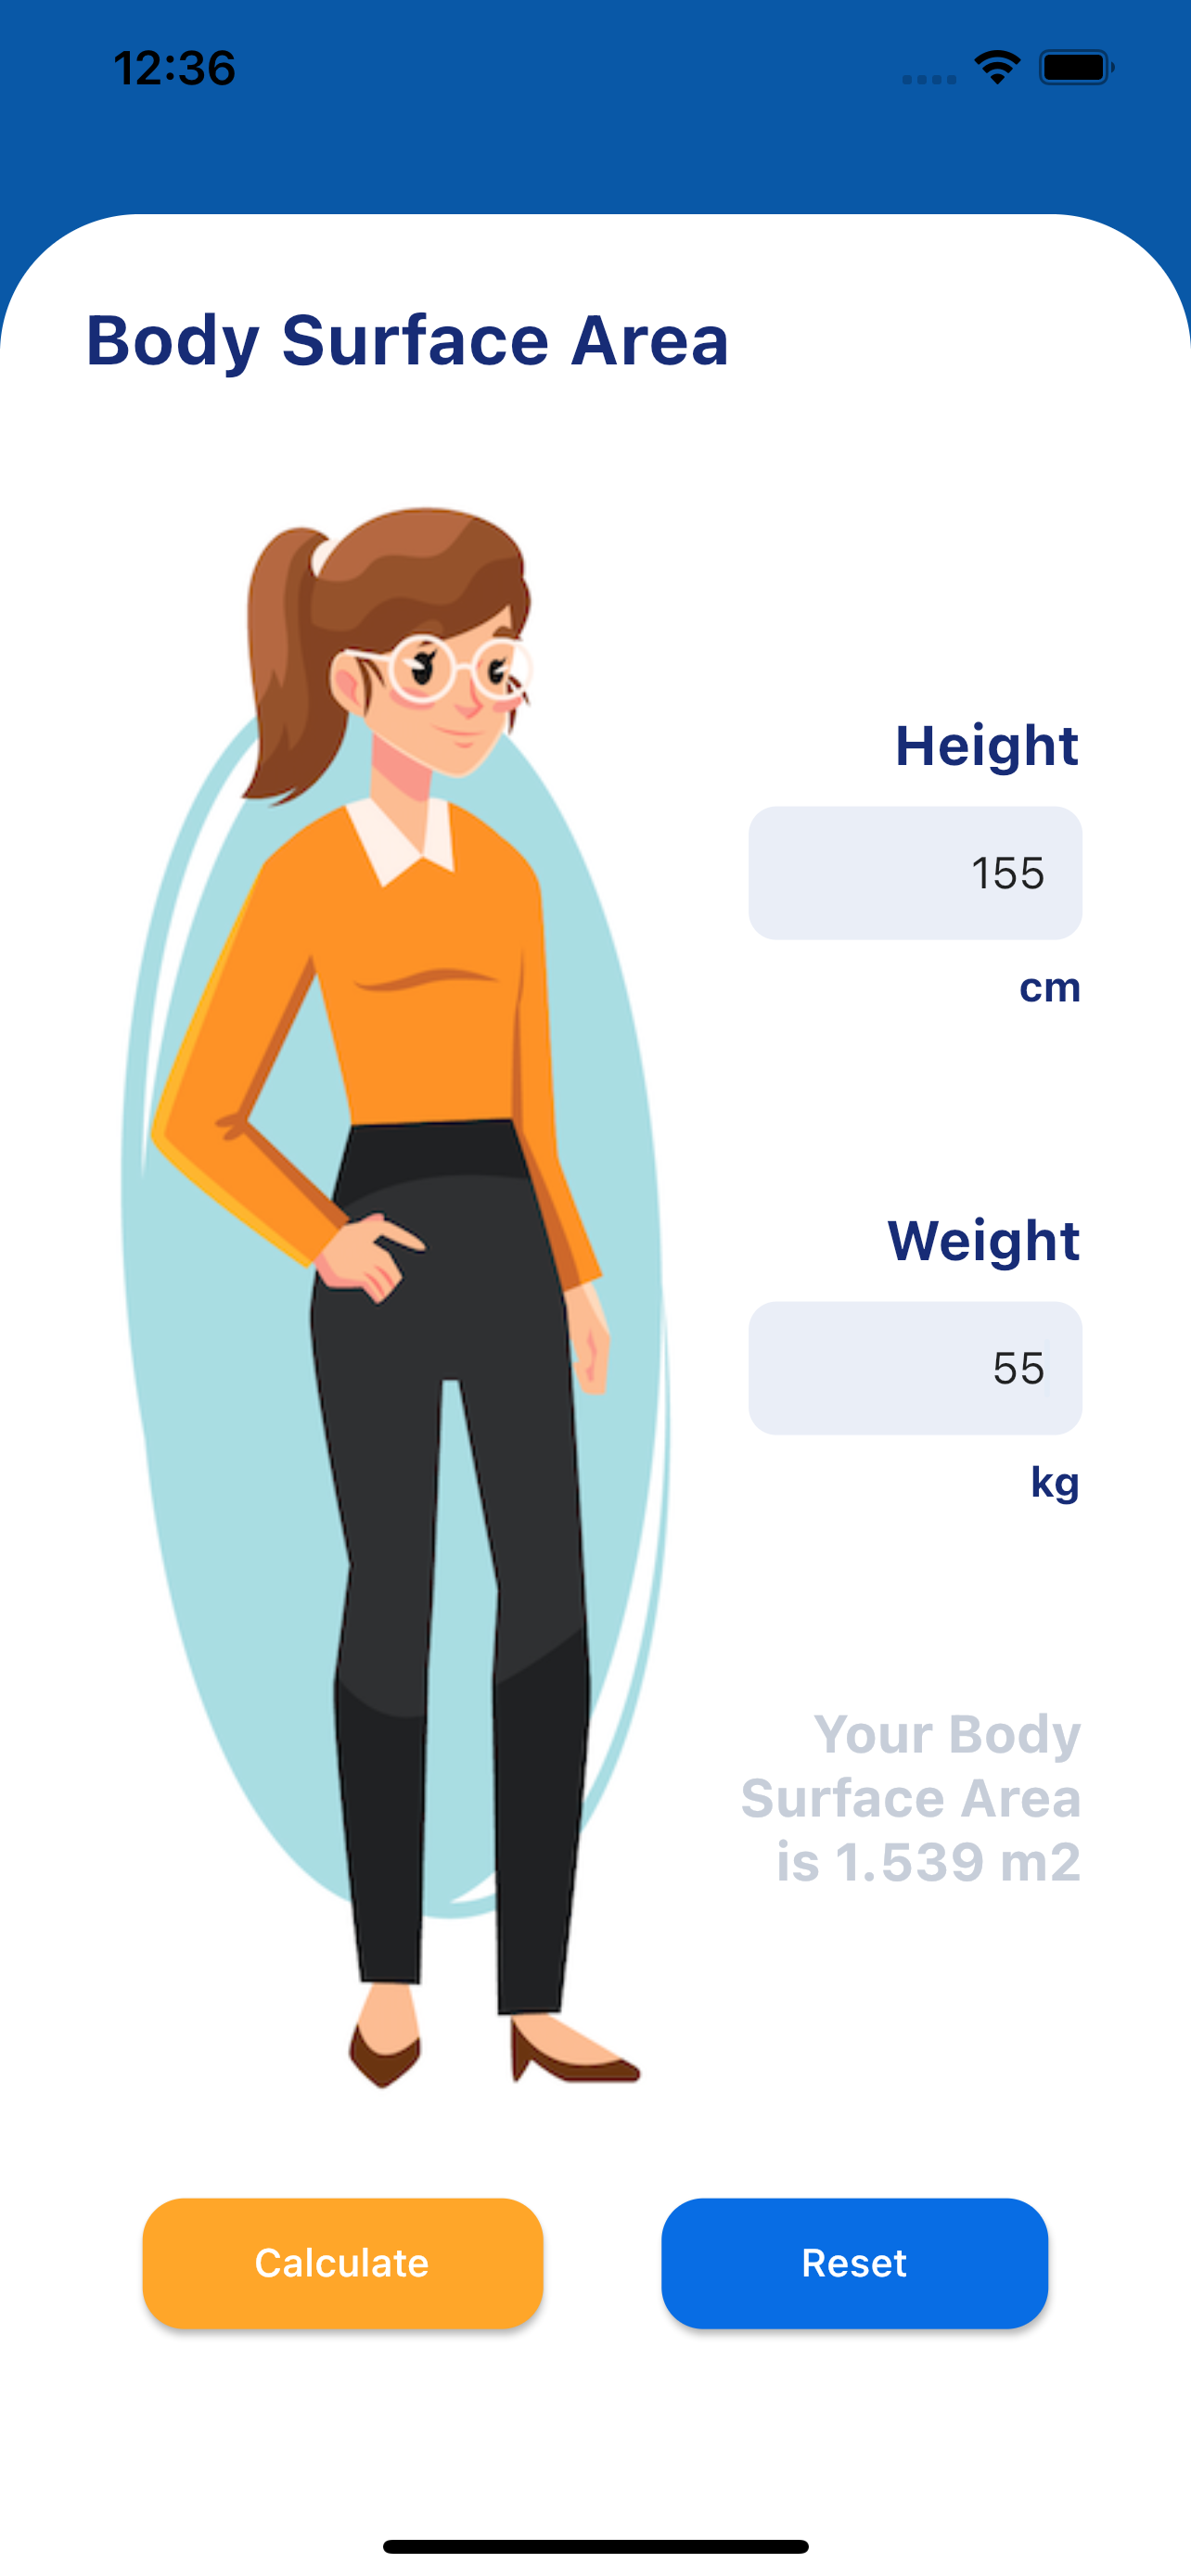 12:36
Body Surface Area
Height
155
cm
Weight
55
kg
Your Body
Surface Area
is 1.539 m2
Calculate
Reset